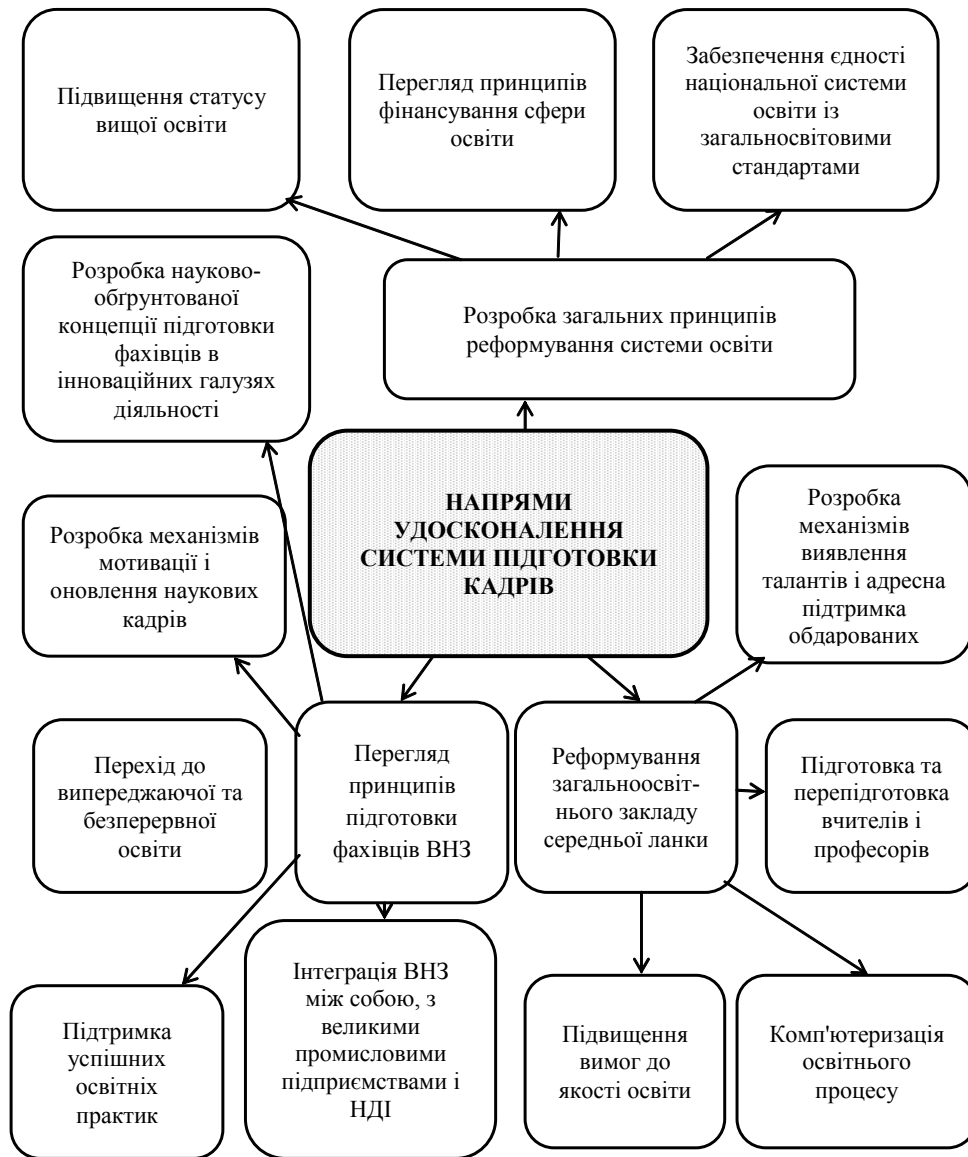 Підвищення статусу
вищої освіти
Перегляд принципів
фінансування сфери
освіти
Забезпечення єдності
національної системи
освіти із
загальносвітовими
стандартами
Розробка науково-
обґрунтованої
концепції підготовки
фахівців в
інноваційних галузях
діяльності
Розробка загальних принципів
реформування системи освіти
НАПРЯМИ
УДОСКОНАЛЕННЯ
СИСТЕМИ ПІДГОТОВКИ
КАДРІВ
Розробка механізмів
мотивації і
оновлення наукових
кадрів
Розробка
механізмів
виявлення
талантів і адресна
підтримка
обдарованих
Перехід до
випереджаючої та
безперервної
освіти
Перегляд
принципів
підготовки
фахівців ВНЗ
Реформування
загальноосвіт-
нього закладу
середньої ланки
Підготовка та
перепідготовка
вчителів і
професорів
Підтримка
успішних
освітніх
практик
Інтеграція ВНЗ
між собою, з
великими
промисловими
підприємствами і
НДІ
Підвищення
вимог до
якості освіти
Комп'ютеризація
освітнього
процесу